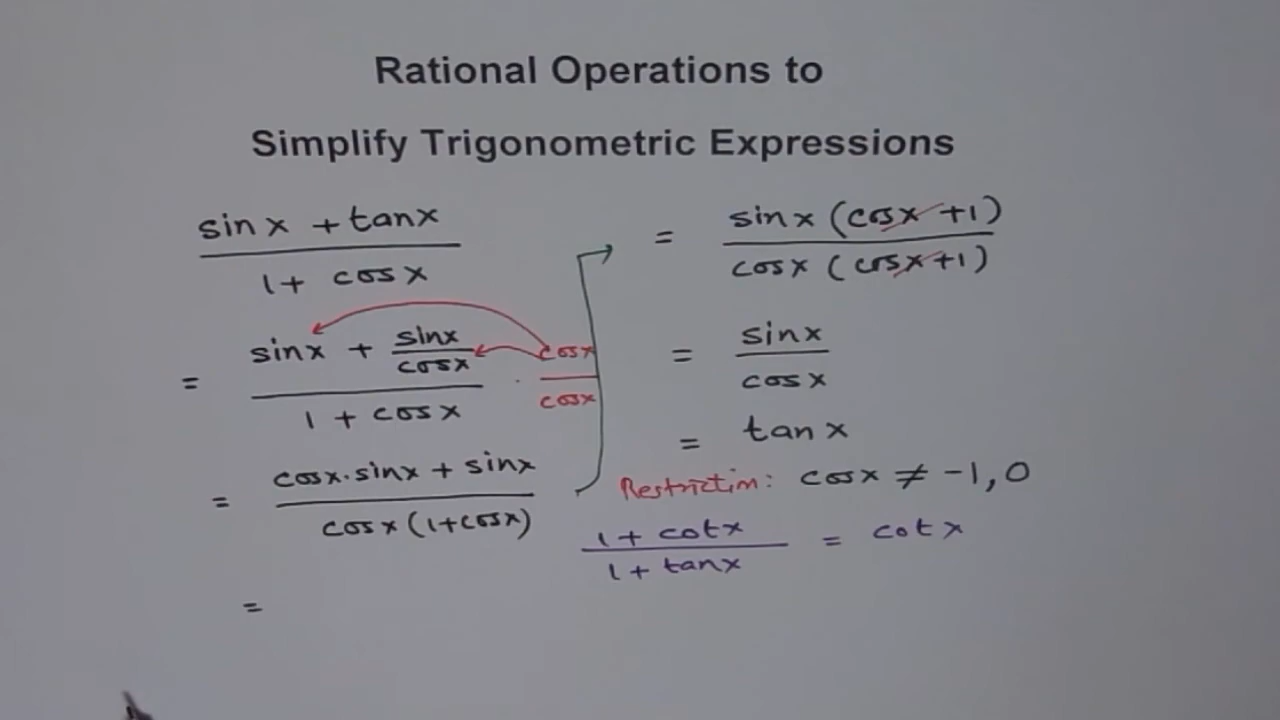 Rational Operations to
Simplify Trigonometric Expressions
sin x + tan x
1 + cos x
= sin x + sin x / cos x · cos x / cos x
1 + cos x
= cos x · sin x + sin x
cos x (1 + cos x)
=
= sin x (cos x + 1)
cos x (cos x + 1)
= sin x
cos x
= tan x
Restriction: cos x ≠ -1, 0
1 + cot x = cot x
1 + tan x